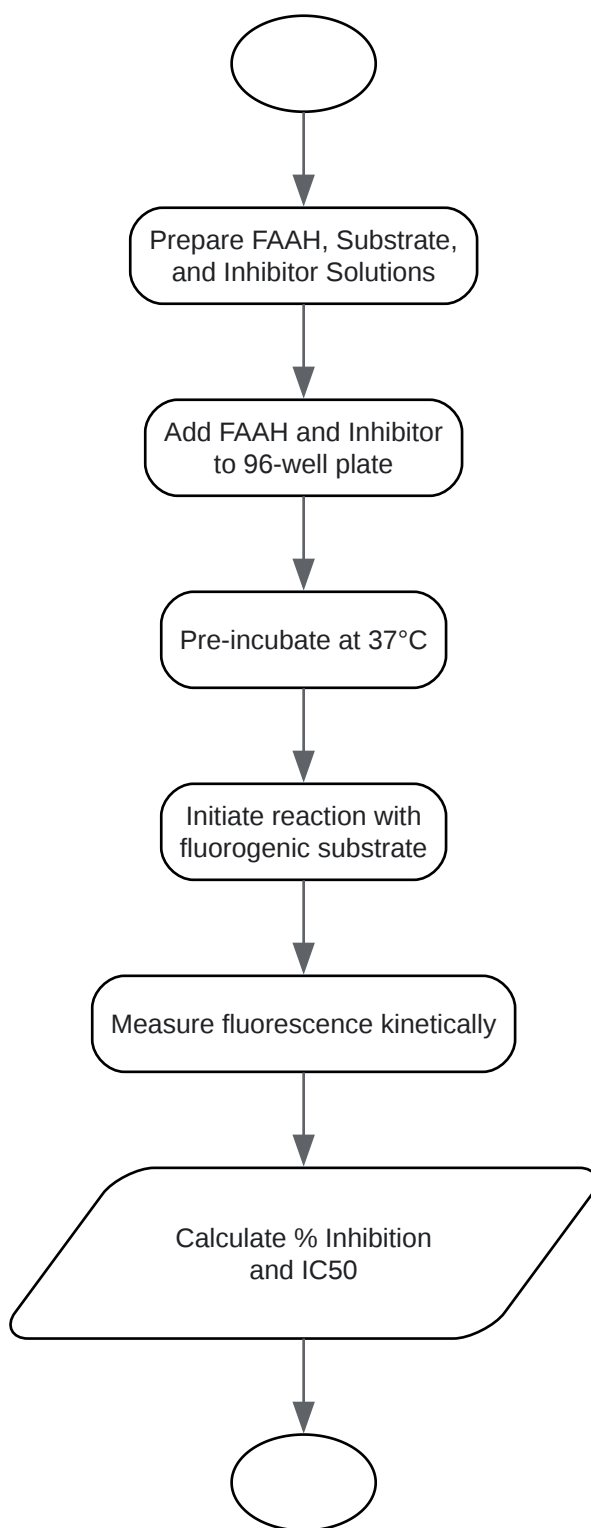 Prepare FAAH, Substrate,
and Inhibitor Solutions
Add FAAH and Inhibitor
to 96-well plate
Pre-incubate at 37°C
Initiate reaction with
fluorogenic substrate
Measure fluorescence kinetically
Calculate % Inhibition
and IC50